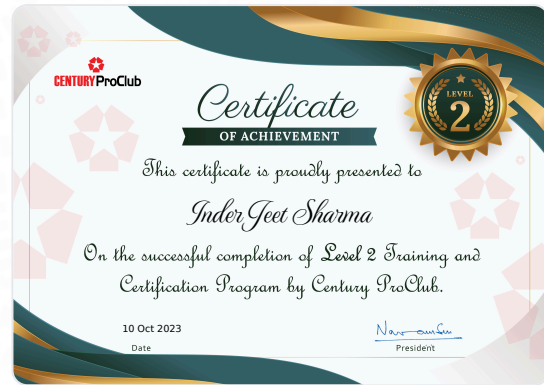 CENTURY ProClub
Certificate
OF ACHIEVEMENT
LEVEL
2
This certificate is proudly presented to
Inder Jeet Sharma
On the successful completion of Level 2 Training and
Certification Program by Century ProClub.
10 Oct 2023
Date
President